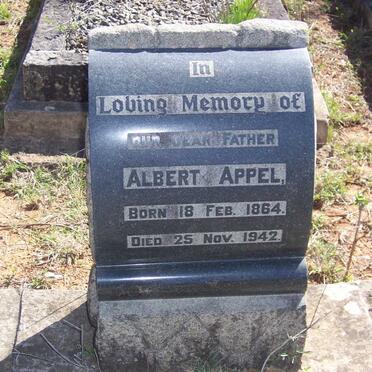 In
Loving Memory of
OUR DEAR FATHER
ALBERT APPEL,
BORN 18 FEB. 1864.
DIED 25 NOV. 1942.